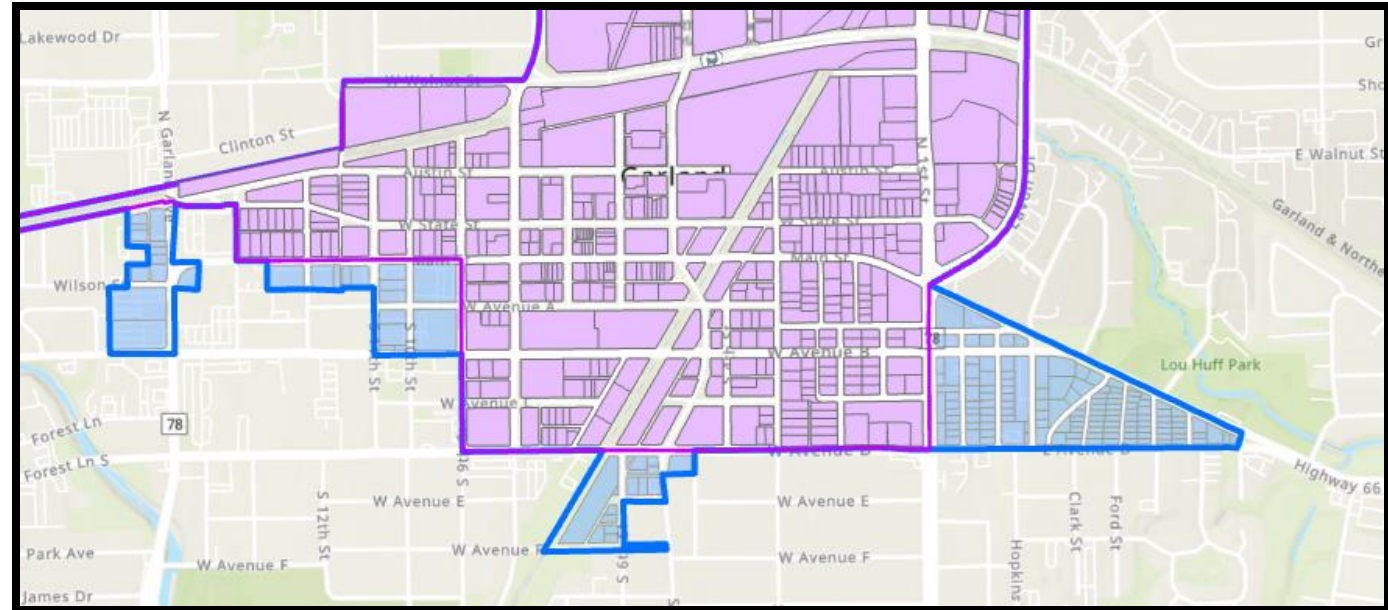 Lakewood Dr
Gr
Sho
W Walnut St
N Garland
Clinton St
E Walnut St
Austin St
Garland
Austin St
N 1st St
W State St
W State St
Main St
Garland & Northe
Wilson
W Avenue A
78
W Avenue B
Lou Huff Park
S 10th St
W Avenue
78
Forest Ln
Forest Ln S
W Avenue D
E Avenue D
Highway 66
W Avenue E
W Avenue E
S 12th St
Clark St
Ford St
Park Ave
W Avenue F
W Avenue F
W Avenue F
Hopkins
James Dr